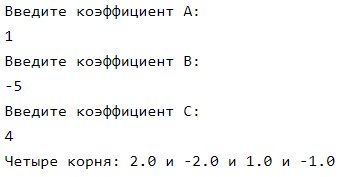 Введите коэффициент A:
1
Введите коэффициент B:
-5
Введите коэффициент C:
4
Четыре корня: 2.0 и -2.0 и 1.0 и -1.0